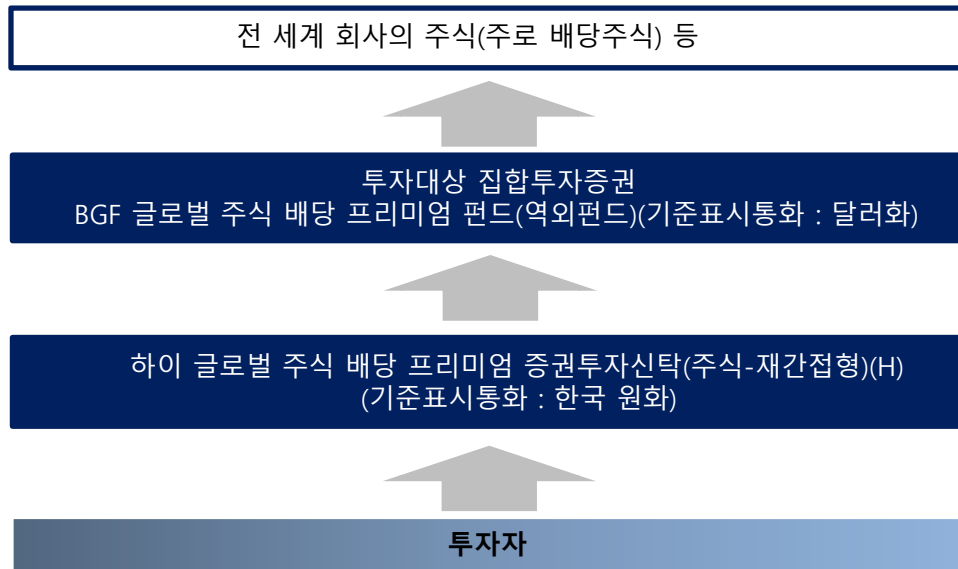 전 세계 회사의 주식(주로 배당주식) 등
투자대상 집합투자증권
BGF 글로벌 주식 배당 프리미엄 펀드(역외펀드)(기준표시통화 : 달러화)
하이 글로벌 주식 배당 프리미엄 증권투자신탁(주식-재간접형)(H)
(기준표시통화 : 한국 원화)
투자자